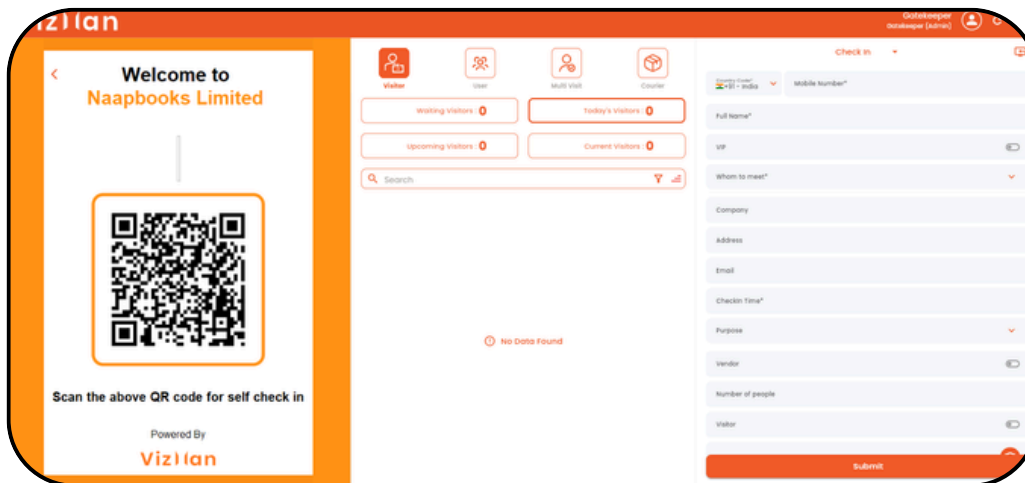 Vizman
Gatekeeper
Gatekeeper (Admin)
Welcome to
Naapbooks Limited
Scan the above QR code for self check in
Powered By
Vizman
Visitor
User
Multi Visit
Courier
Waiting Visitors : 0
Today's Visitors : 0
Upcoming Visitors : 0
Current Visitors : 0
Search
No Data Found
Check In
Country Code*
+91 - India
Mobile Number*
Full Name*
VIP
Whom to meet*
Company
Address
Email
Checkin Time*
Purpose
Vendor
Number of people
Visitor
Submit